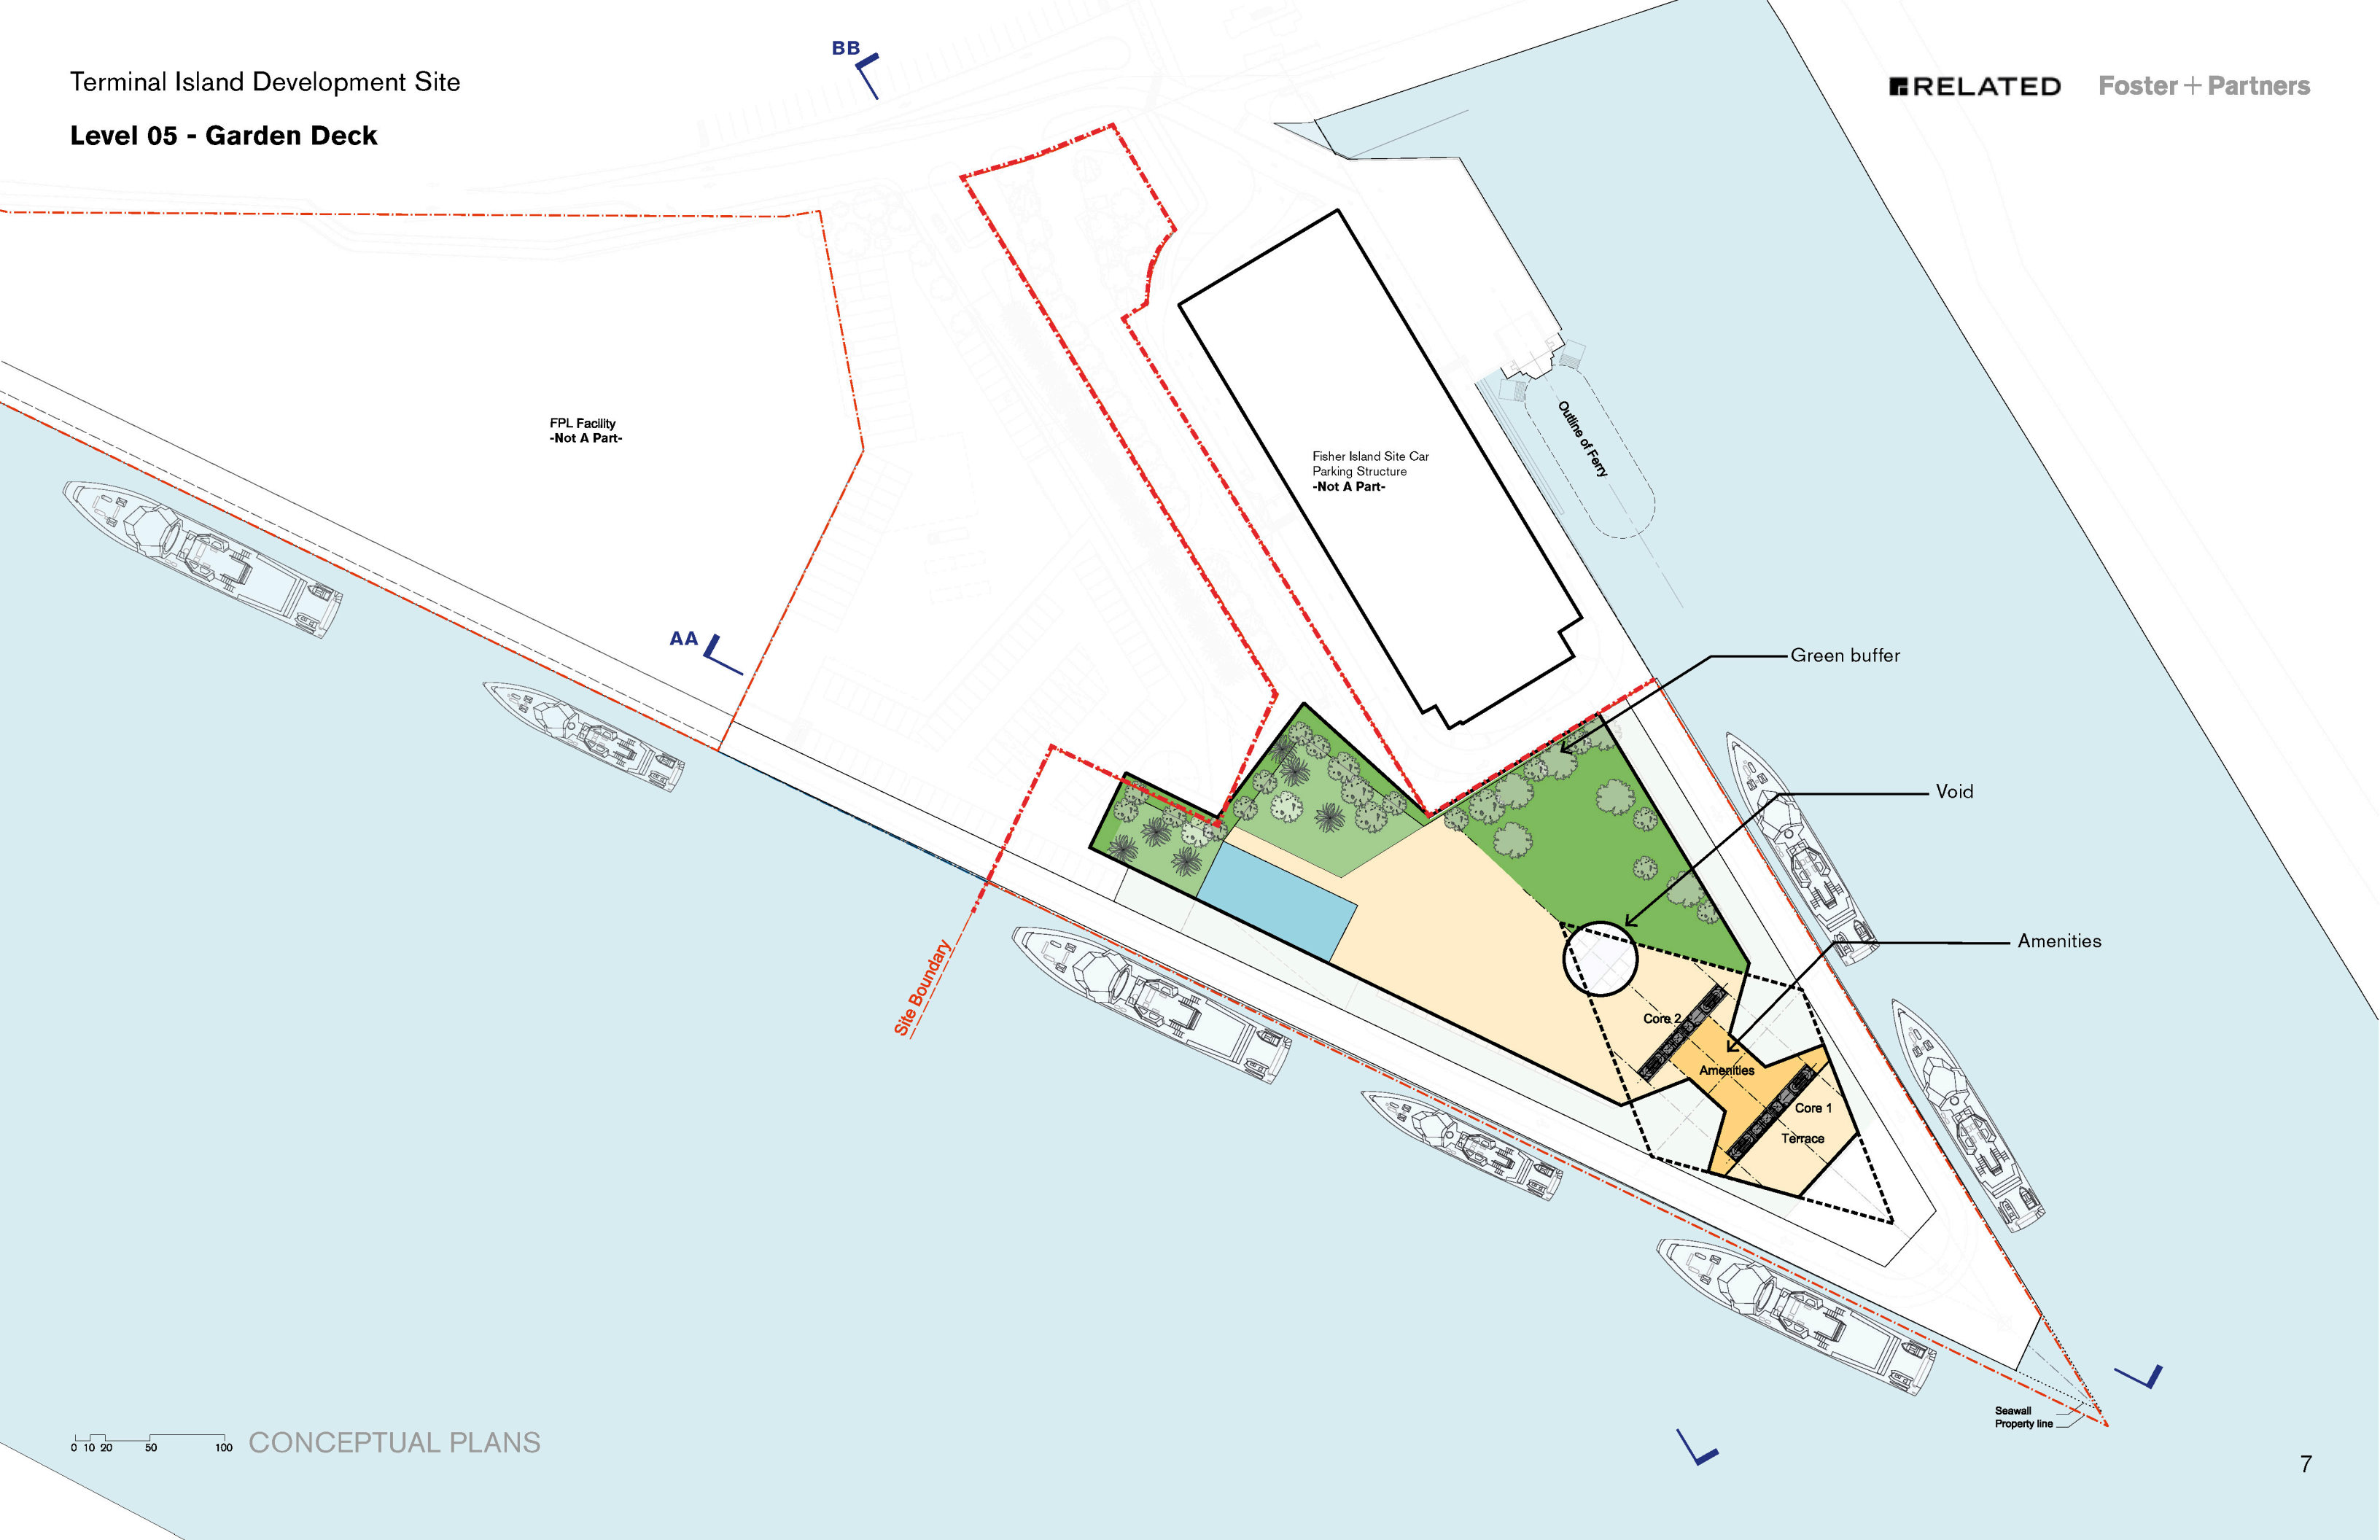 Terminal Island Development Site
Level 05 - Garden Deck
BB
RELATED
Foster + Partners
FPL Facility
-Not A Part-
Fisher Island Site Car
Parking Structure
-Not A Part-
Outline of Ferry
AA
Green buffer
Void
Amenities
Site Boundary
Core 2
Amenities
Core 1
Terrace
Seawall
Property line
0 10 20 50 100
CONCEPTUAL PLANS
7